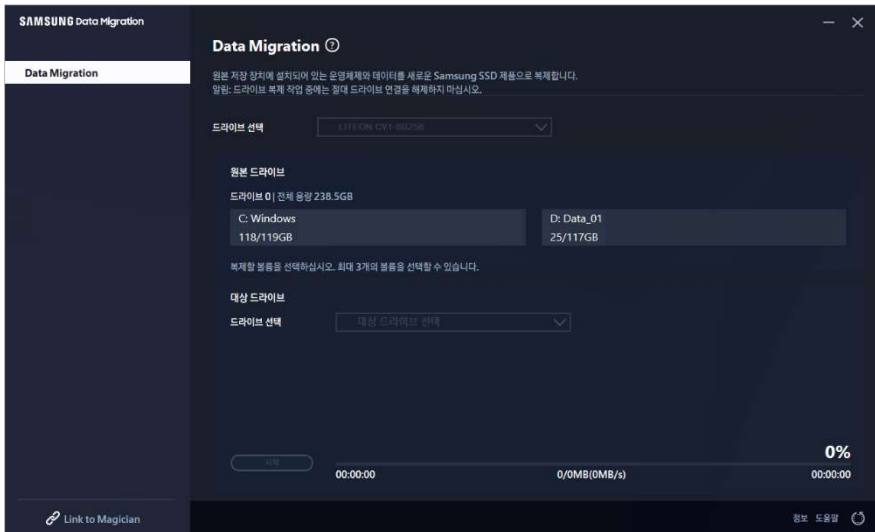 SAMSUNG Data Migration
Data Migration
Data Migration ?
원본 저장 장치에 설치되어 있는 운영체제와 데이터를 새로운 Samsung SSD 제품으로 복제합니다.
알림: 드라이브 복제 작업 중에는 절대 드라이브 연결을 해제하지 마십시오.
드라이브 선택
LITEON CV1-8B256
원본 드라이브
드라이브 0 | 전체 용량 238.5GB
C: Windows
118/119GB
D: Data_01
25/117GB
복제할 볼륨을 선택하십시오. 최대 3개의 볼륨을 선택할 수 있습니다.
대상 드라이브
드라이브 선택
대상 드라이브 선택
시작
0%
00:00:00
0/0MB(0MB/s)
00:00:00
Link to Magician
정보 도움말